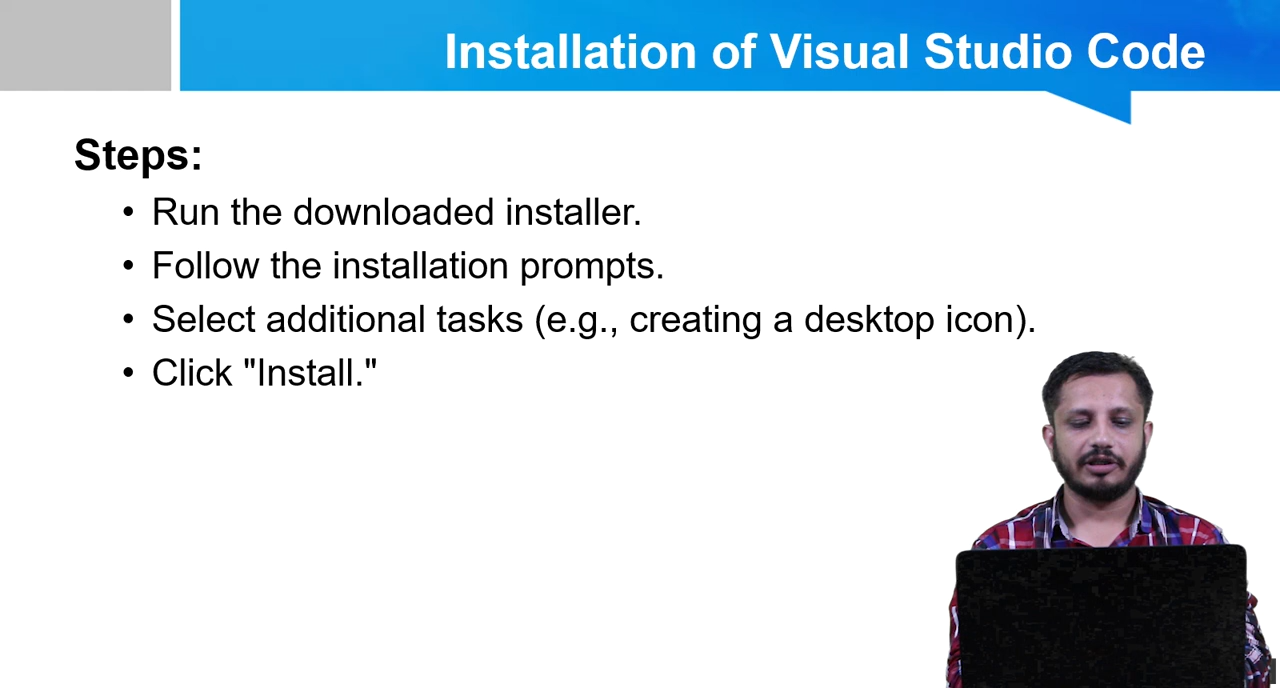 Installation of Visual Studio Code
Steps:
• Run the downloaded installer.
• Follow the installation prompts.
• Select additional tasks (e.g., creating a desktop icon).
• Click "Install."